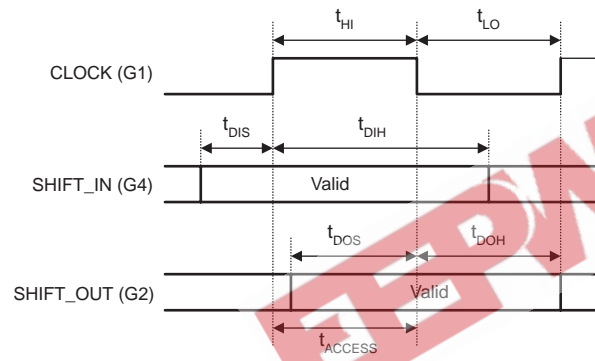 tHI
tLO
CLOCK (G1)
tDIS
tDIH
SHIFT_IN (G4)
Valid
tDOS
tDOH
SHIFT_OUT (G2)
Valid
tACCESS